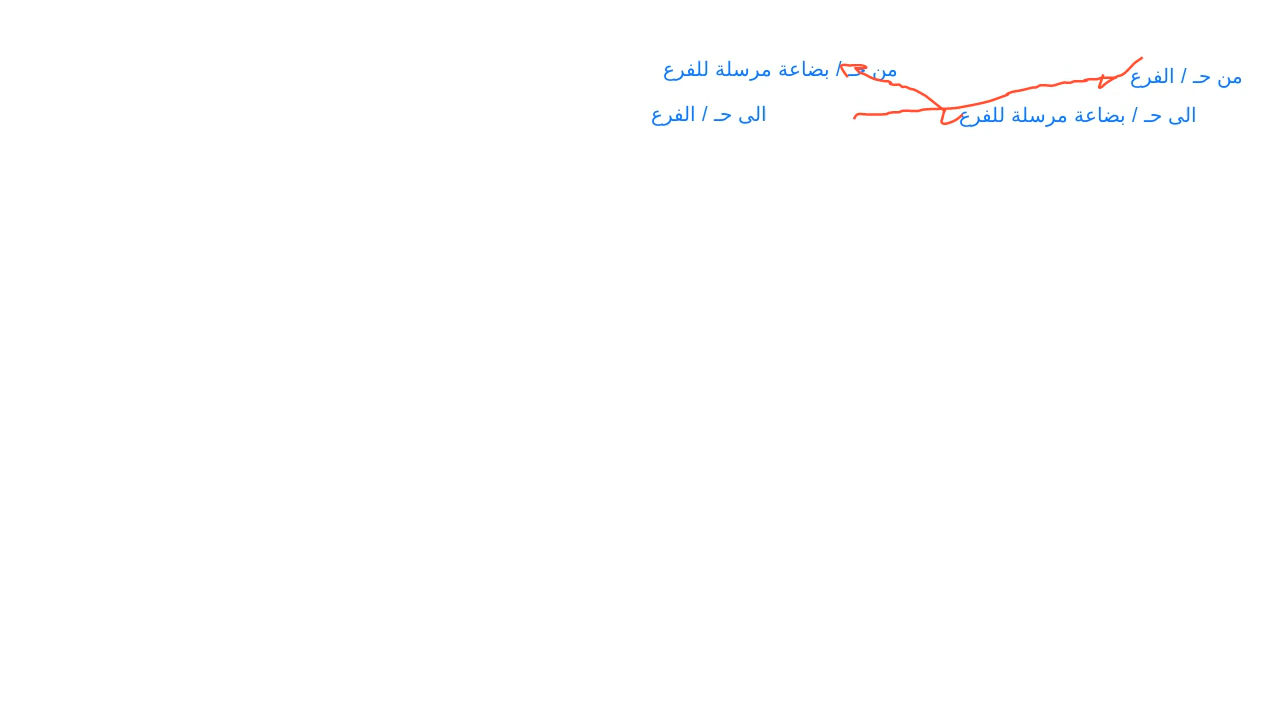 من حـ / الفرع
الى حـ / بضاعة مرسلة للفرع
من حـ / بضاعة مرسلة للفرع
الى حـ / الفرع